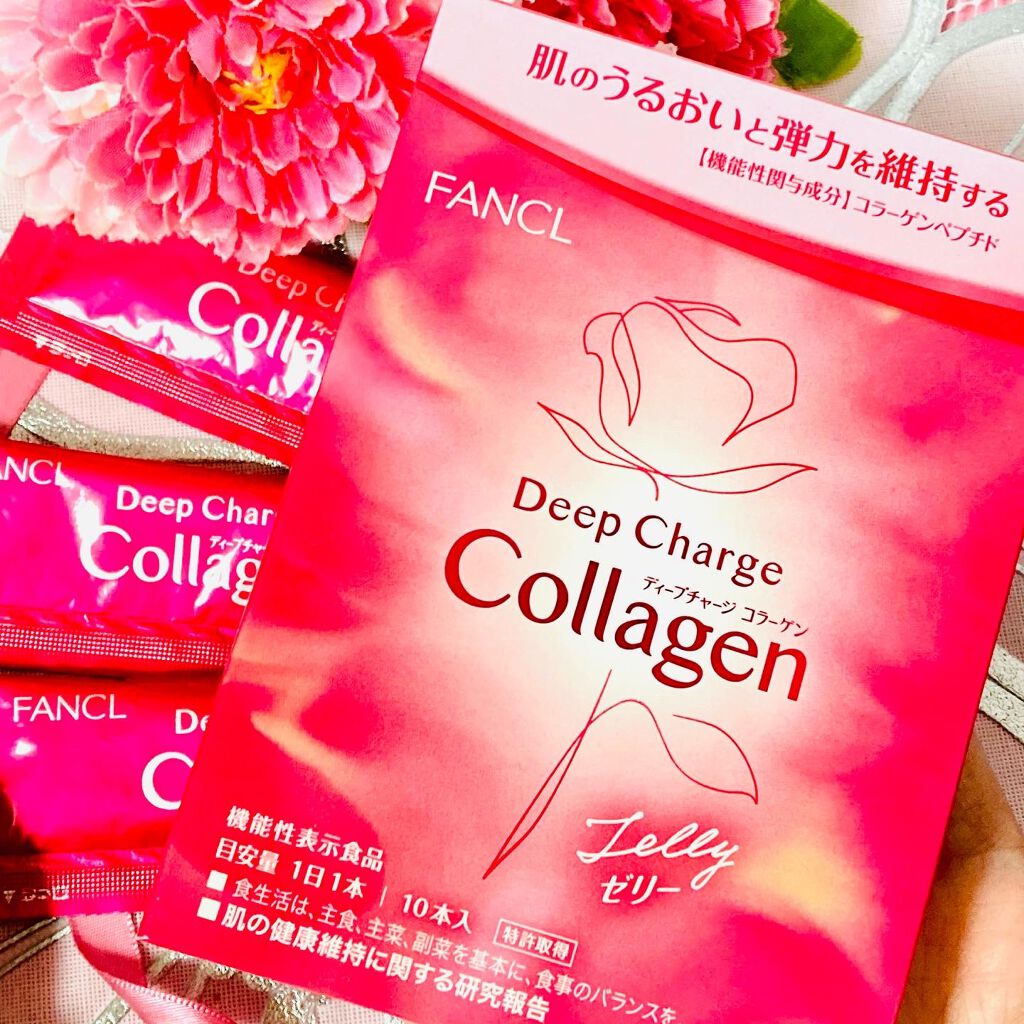 肌のうるおいと弾力を維持する
【機能性関与成分】コラーゲンペプチド
FANCL
Deep Charge
Collagen
ディープチャージ コラーゲン
Jelly
ゼリー
機能性表示食品
目安量 1日1本 | 10本入
特許取得
■食生活は、主食、主菜、副菜を基本に、食事のバランスを
■肌の健康維持に関する研究報告
Deep
Colla
FANCL
Deep Char
Collag
FANCL
De
C